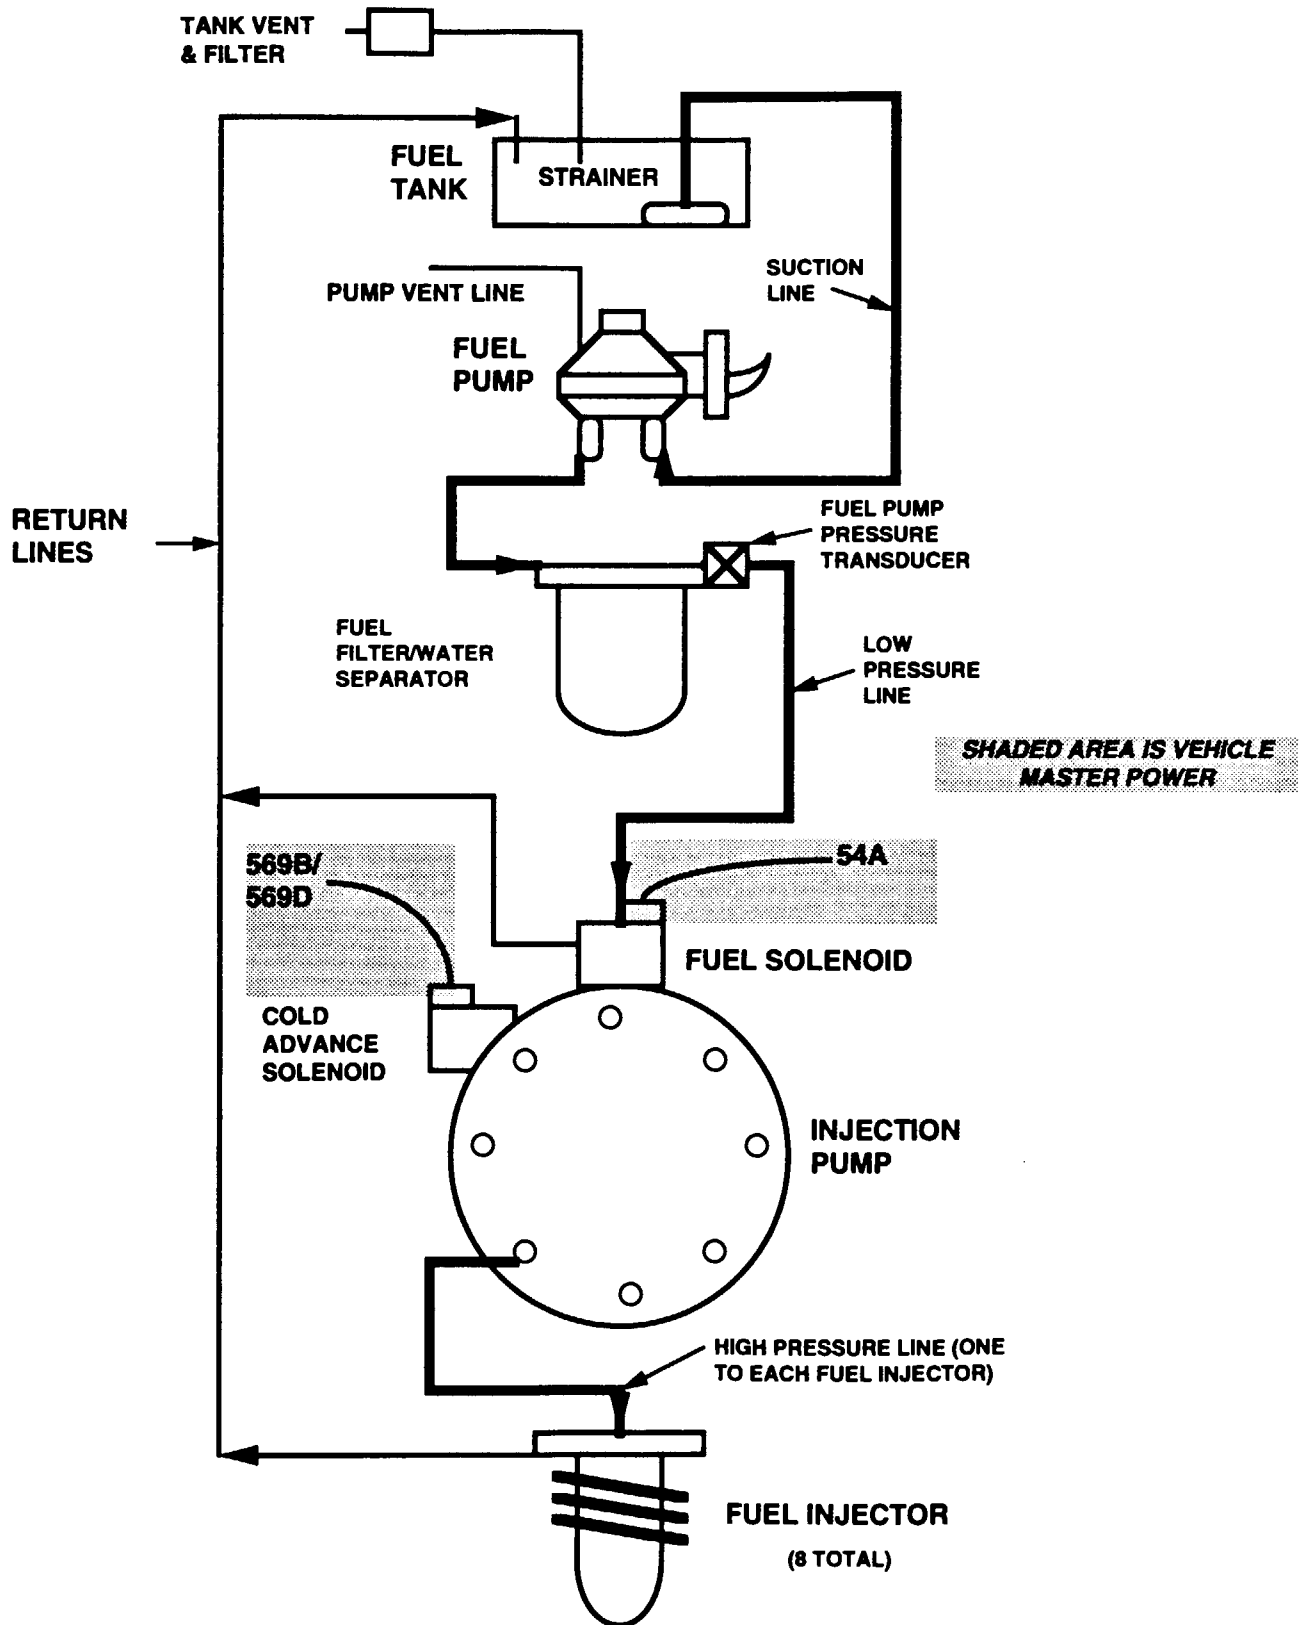 TANK VENT
& FILTER
FUEL
TANK
STRAINER
SUCTION
LINE
PUMP VENT LINE
FUEL
PUMP
RETURN
LINES
FUEL PUMP
PRESSURE
TRANSDUCER
FUEL
FILTER/WATER
SEPARATOR
LOW
PRESSURE
LINE
SHADED AREA IS VEHICLE
MASTER POWER
569B/
569D
54A
FUEL SOLENOID
COLD
ADVANCE
SOLENOID
INJECTION
PUMP
HIGH PRESSURE LINE (ONE
TO EACH FUEL INJECTOR)
FUEL INJECTOR
(8 TOTAL)